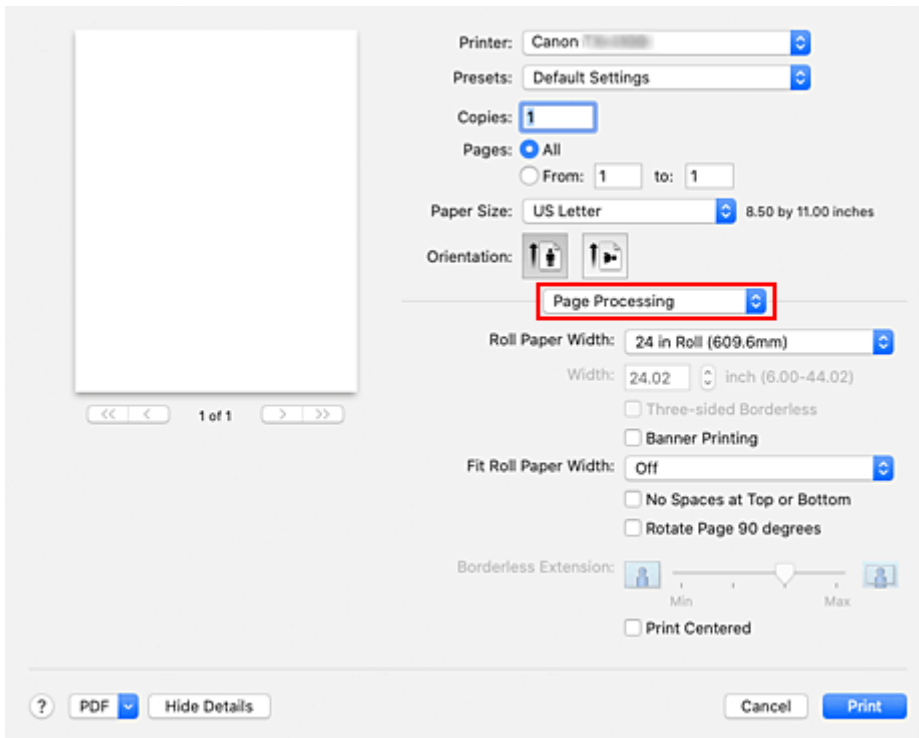 Printer: Canon
Presets: Default Settings
Copies: 1
Pages: All
From: 1 to: 1
Paper Size: US Letter 8.50 by 11.00 inches
Orientation:
Page Processing
Roll Paper Width: 24 in Roll (609.6mm)
Width: 24.02 inch (6.00-44.02)
Three-sided Borderless
<< < 1 of 1 > >>
Banner Printing
Fit Roll Paper Width: Off
No Spaces at Top or Bottom
Rotate Page 90 degrees
Borderless Extension:
Min Max
Print Centered
? PDF Hide Details Cancel Print